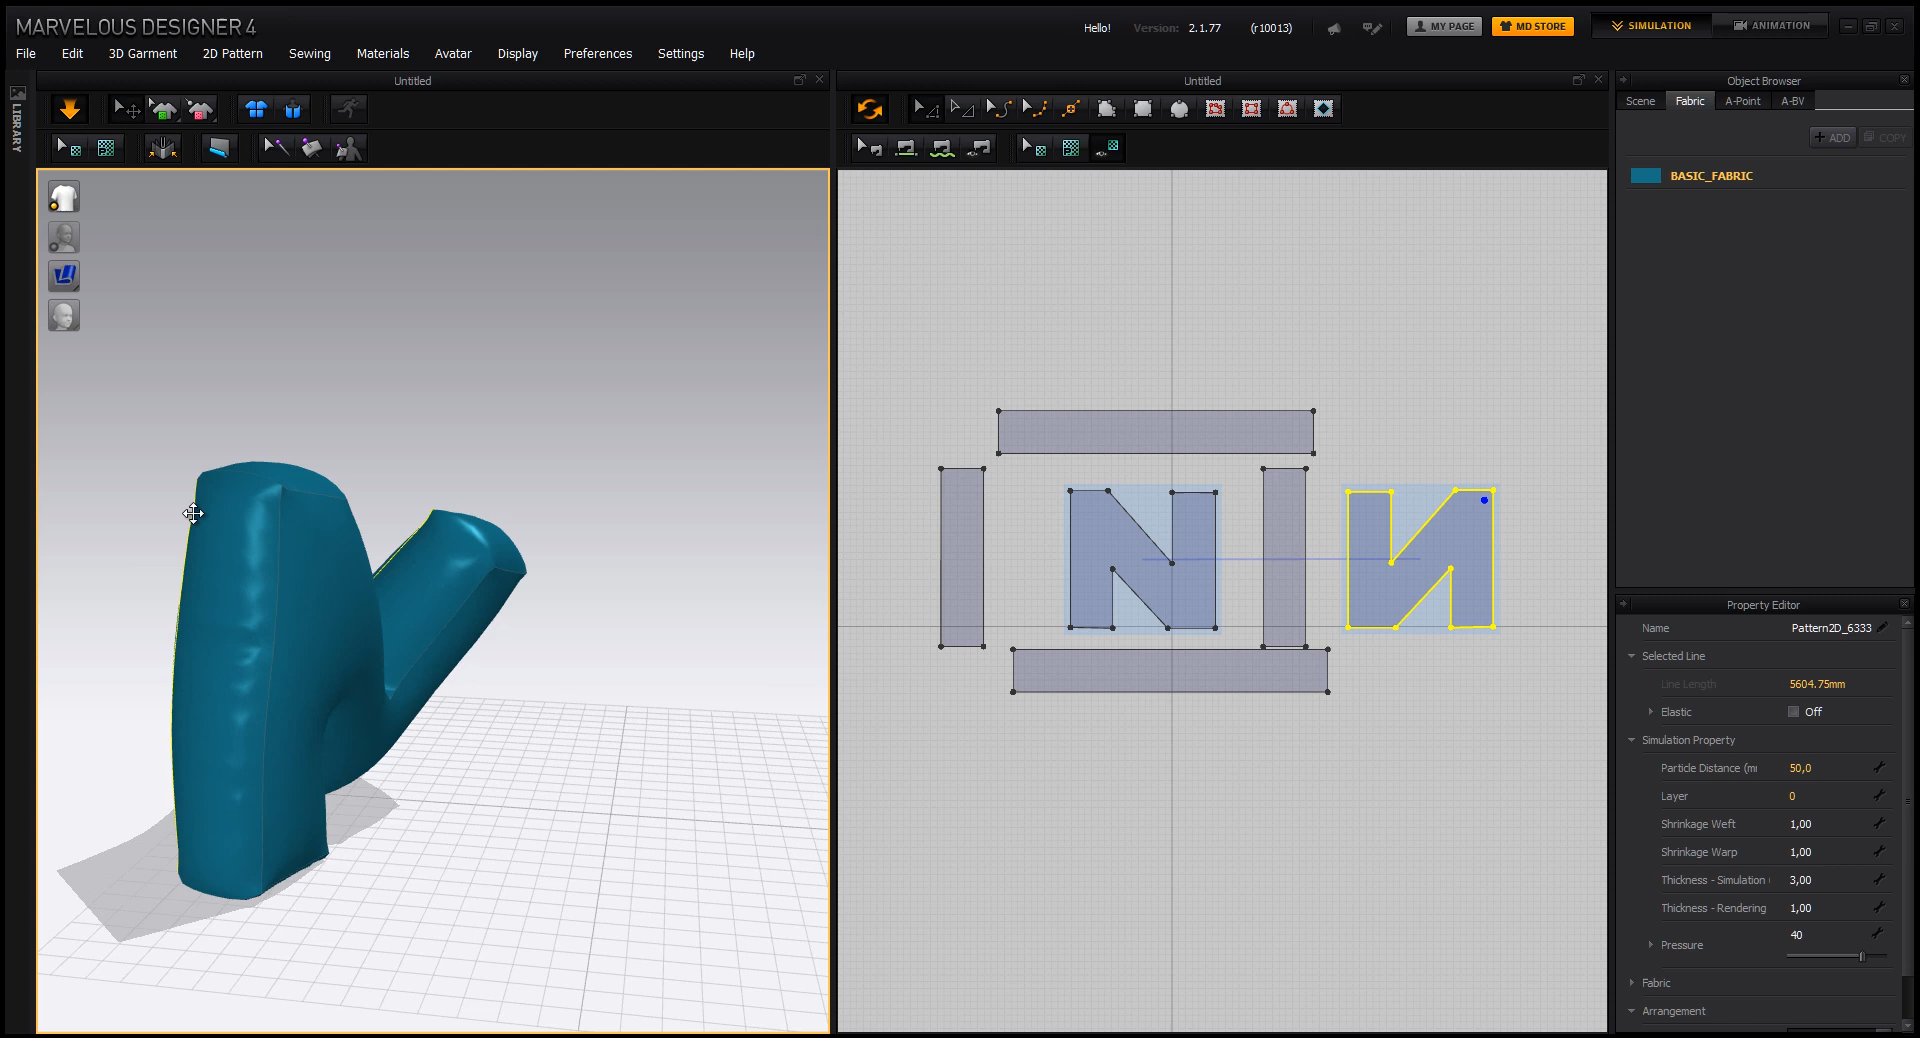 MARVELOUS DESIGNER 4
Hello! Version: 2.1.77 (r10013)
MY PAGE
MD STORE
SIMULATION
ANIMATION
File Edit 3D Garment 2D Pattern Sewing Materials Avatar Display Preferences Settings Help
LIBRARY
Untitled
Untitled
Object Browser
Scene Fabric A-Point A-BV
+ ADD COPY
BASIC_FABRIC
Property Editor
Name Pattern2D_6333
Selected Line
Line Length 5604.75mm
Elastic Off
Simulation Property
Particle Distance (m 50,0
Layer 0
Shrinkage Weft 1,00
Shrinkage Warp 1,00
Thickness - Simulation 3,00
Thickness - Rendering 1,00
Pressure 40
Fabric
Arrangement